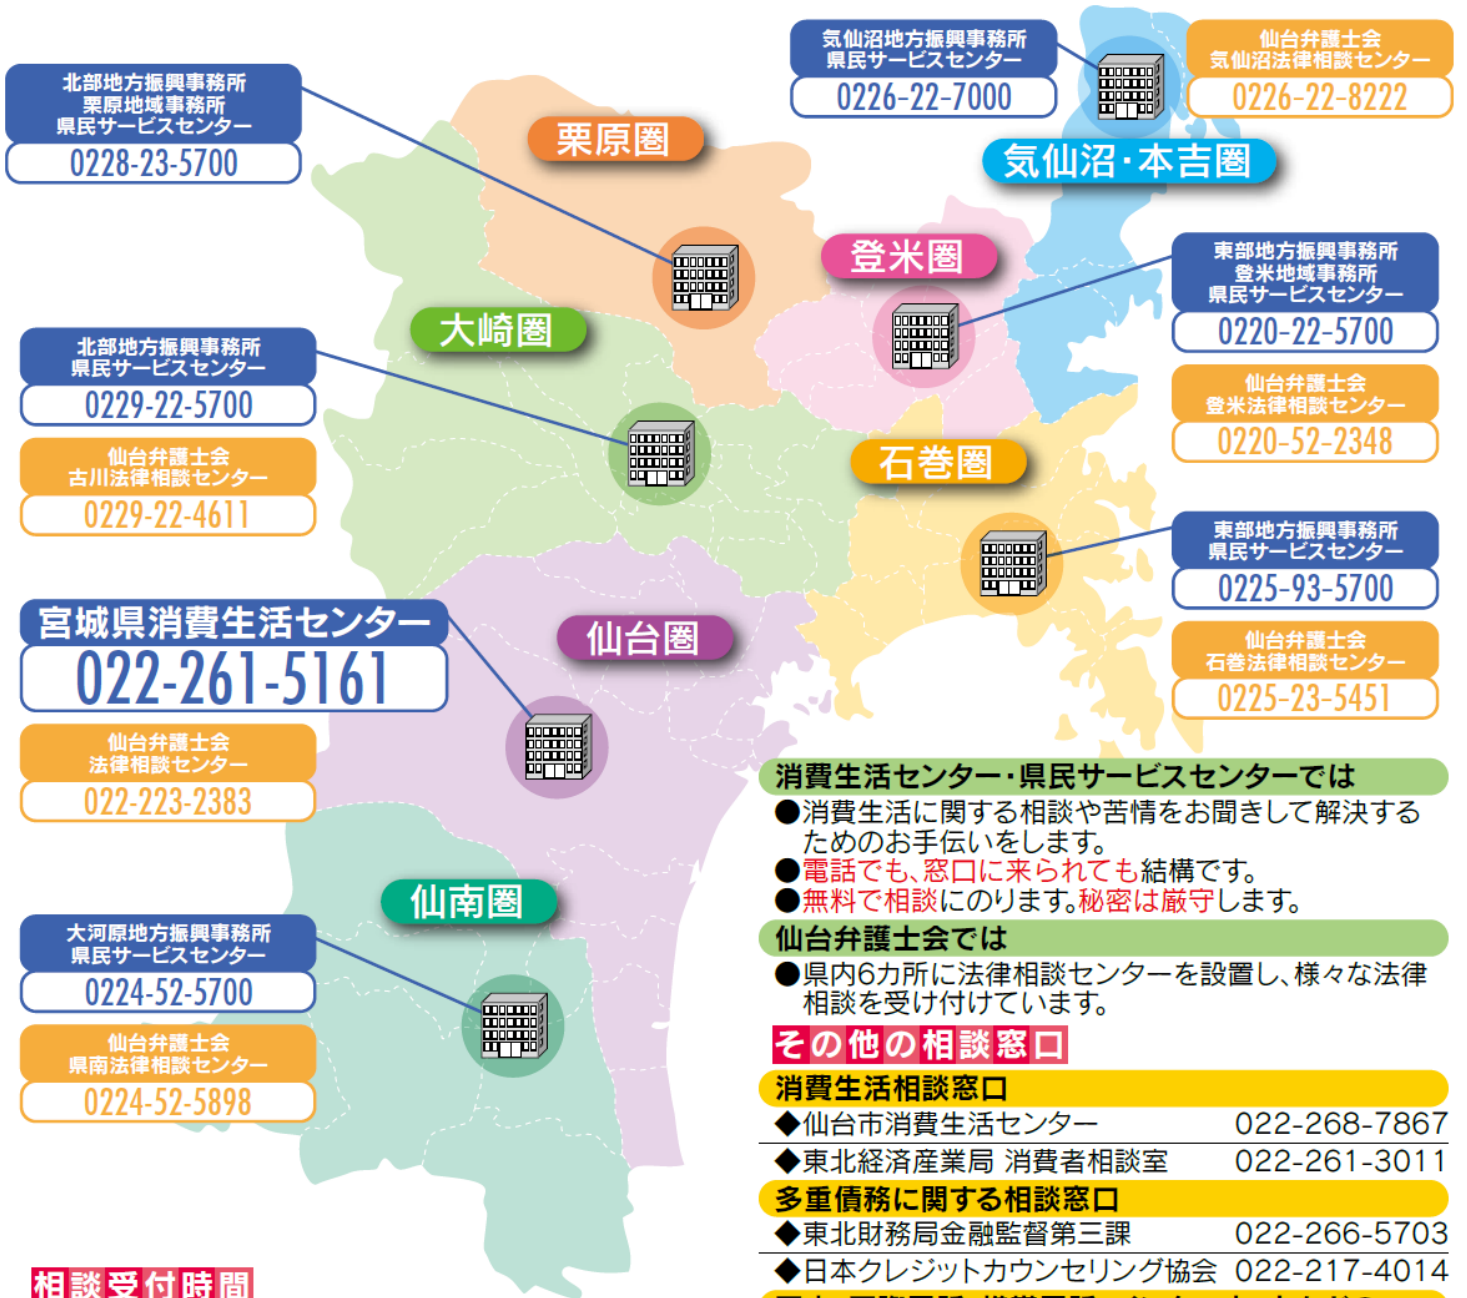 気仙沼地方振興事務所
県民サービスセンター
0226-22-7000
仙台弁護士会
気仙沼法律相談センター
0226-22-8222
北部地方振興事務所
栗原地域事務所
県民サービスセンター
0228-23-5700
栗原圏
気仙沼・本吉圏
登米圏
東部地方振興事務所
登米地域事務所
県民サービスセンター
0220-22-5700
大崎圏
北部地方振興事務所
県民サービスセンター
0229-22-5700
仙台弁護士会
登米法律相談センター
0220-52-2348
仙台弁護士会
古川法律相談センター
0229-22-4611
石巻圏
東部地方振興事務所
県民サービスセンター
0225-93-5700
宮城県消費生活センター
022-261-5161
仙台圏
仙台弁護士会
石巻法律相談センター
0225-23-5451
仙台弁護士会
法律相談センター
022-223-2383
仙南圏
大河原地方振興事務所
県民サービスセンター
0224-52-5700
仙台弁護士会
県南法律相談センター
0224-52-5898
消費生活センター・県民サービスセンターでは
●消費生活に関する相談や苦情をお聞きして解決する
ためのお手伝いをします。
●電話でも、窓口に来られても結構です。
●無料で相談にのります。秘密は厳守します。
仙台弁護士会では
●県内6カ所に法律相談センターを設置し、様々な法律
相談を受け付けています。
その他の相談窓口
消費生活相談窓口
◆仙台市消費生活センター 022-268-7867
◆東北経済産業局 消費者相談室 022-261-3011
多重債務に関する相談窓口
◆東北財務局金融監督第三課 022-266-5703
◆日本クレジットカウンセリング協会 022-217-4014
相談受付時間